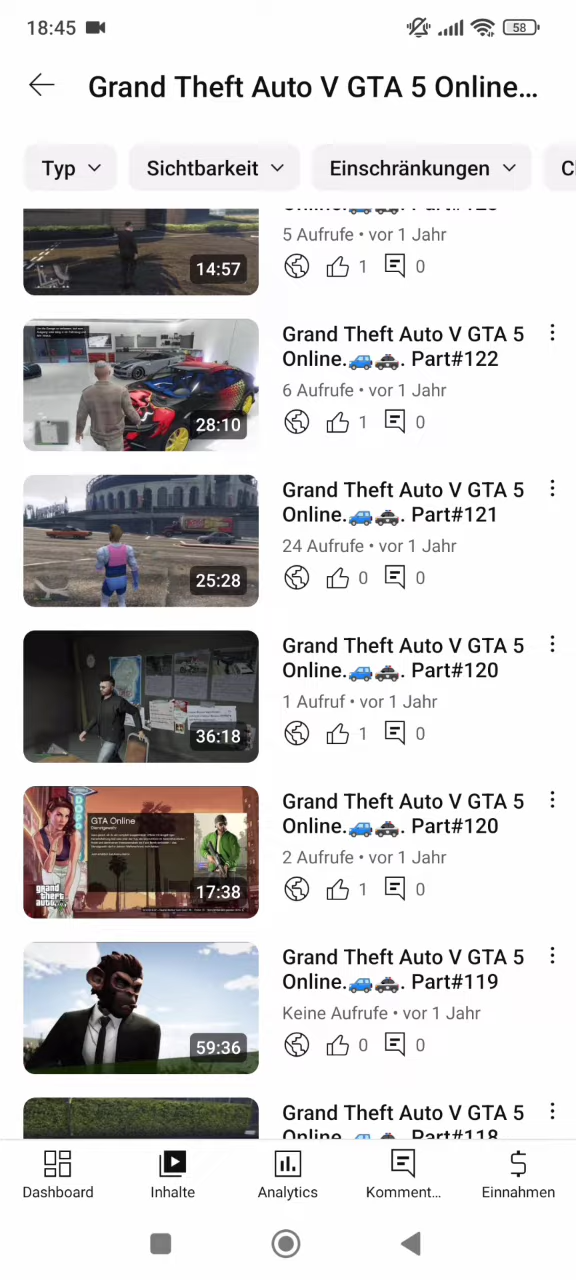 18:45
58
Grand Theft Auto V GTA 5 Online...
Typ
Sichtbarkeit
Einschränkungen
14:57
5 Aufrufe • vor 1 Jahr
1
0
Grand Theft Auto V GTA 5
Online.🚙🚓. Part#122
28:10
6 Aufrufe • vor 1 Jahr
1
0
Grand Theft Auto V GTA 5
Online.🚙🚓. Part#121
25:28
24 Aufrufe • vor 1 Jahr
0
0
Grand Theft Auto V GTA 5
Online.🚙🚓. Part#120
36:18
1 Aufruf • vor 1 Jahr
1
0
Grand Theft Auto V GTA 5
Online.🚙🚓. Part#120
GTA Online
grand
theft
auto
17:38
2 Aufrufe • vor 1 Jahr
1
0
Grand Theft Auto V GTA 5
Online.🚙🚓. Part#119
59:36
Keine Aufrufe • vor 1 Jahr
0
0
Grand Theft Auto V GTA 5
Online.🚙🚓. Part#118
Dashboard
Inhalte
Analytics
Komment...
Einnahmen